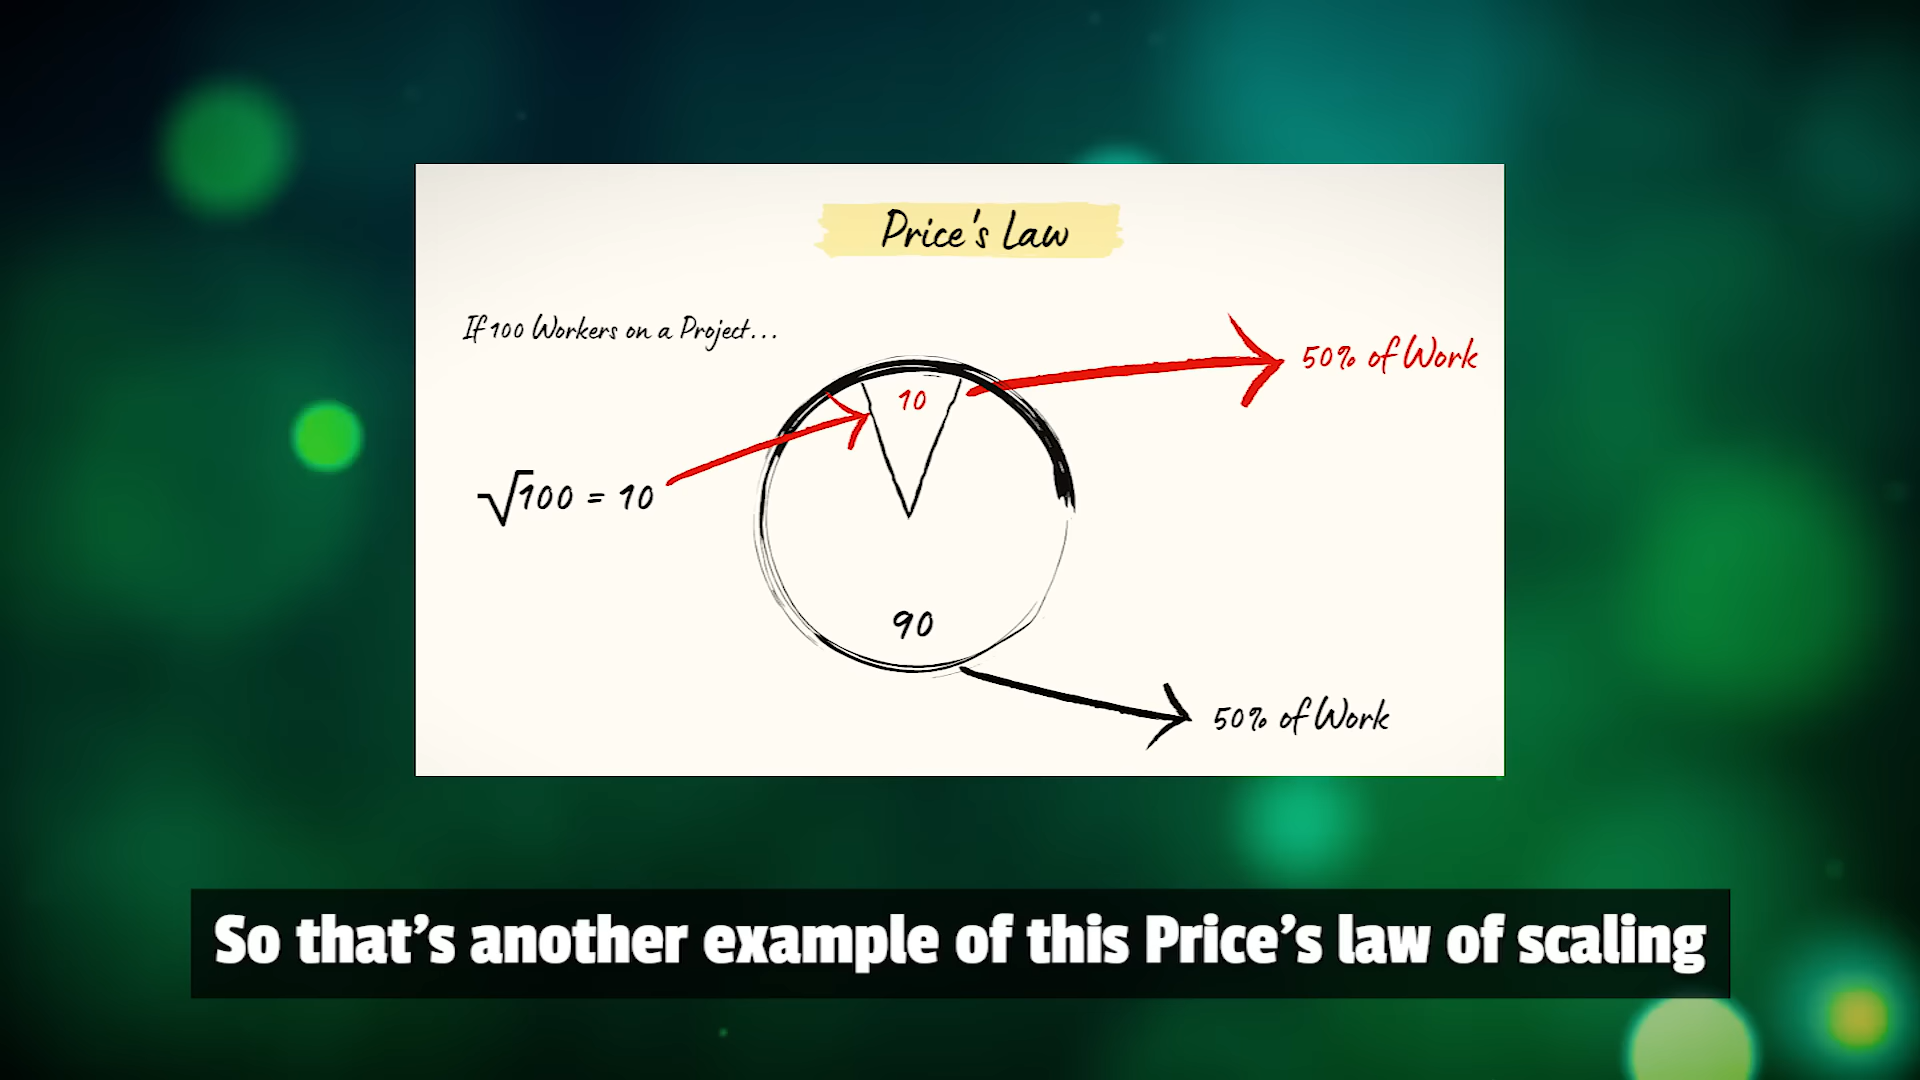 Price's Law
If 100 Workers on a Project...
50% of Work
10
√100 = 10
90
50% of Work
So that's another example of this Price's law of scaling